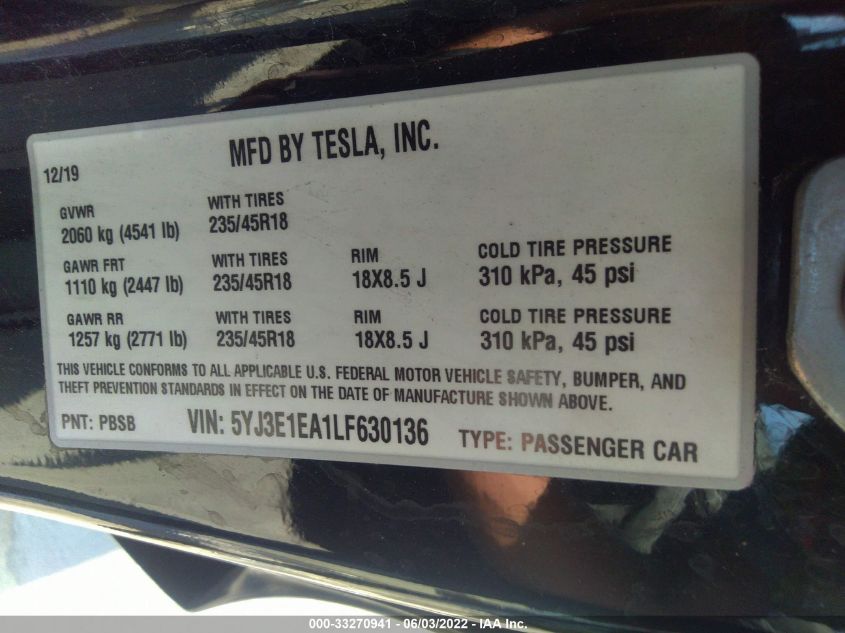 MFD BY TESLA, INC.
12/19
GVWR WITH TIRES
2060 kg (4541 lb) 235/45R18
GAWR FRT WITH TIRES RIM COLD TIRE PRESSURE
1110 kg (2447 lb) 235/45R18 18X8.5 J 310 kPa, 45 psi
GAWR RR WITH TIRES RIM COLD TIRE PRESSURE
1257 kg (2771 lb) 235/45R18 18X8.5 J 310 kPa, 45 psi
THIS VEHICLE CONFORMS TO ALL APPLICABLE U.S. FEDERAL MOTOR VEHICLE SAFETY, BUMPER, AND
THEFT PREVENTION STANDARDS IN EFFECT ON THE DATE OF MANUFACTURE SHOWN ABOVE.
PNT: PBSB VIN: 5YJ3E1EA1LF630136 TYPE: PASSENGER CAR
000-33270941 - 06/03/2022 - IAA, Inc.